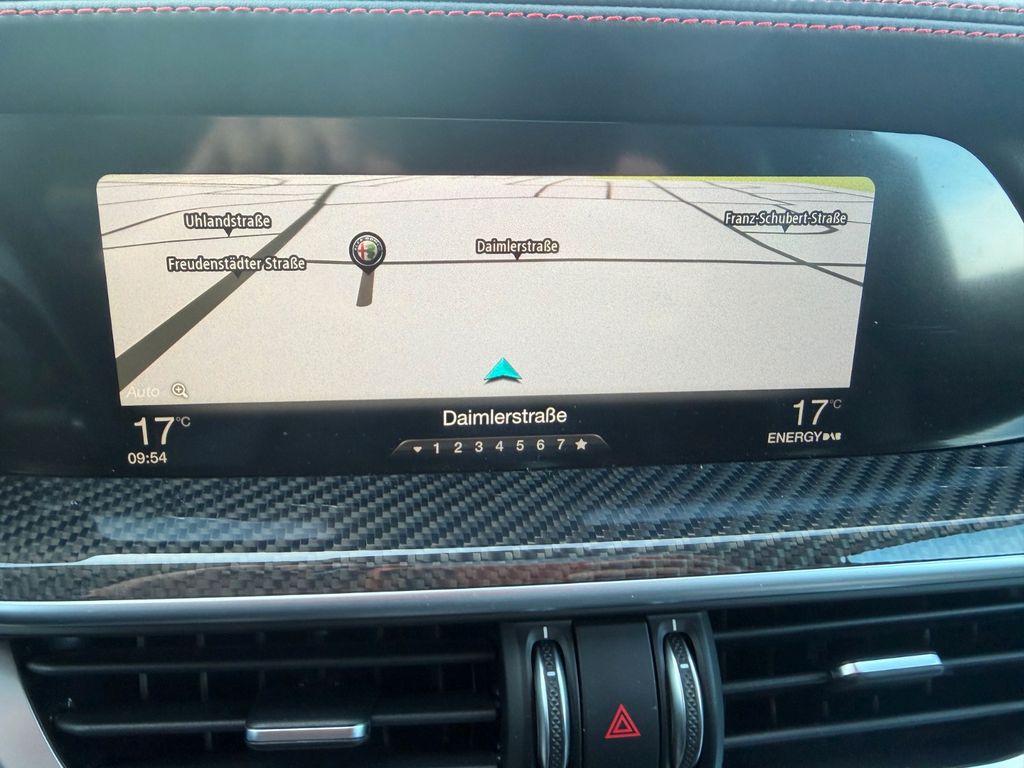 Uhlandstraße
Franz-Schubert-Straße
Daimlerstraße
Freudenstädter Straße
Auto
17°C
Daimlerstraße
17°C
09:54
1 2 3 4 5 6 7
ENERGY DAB